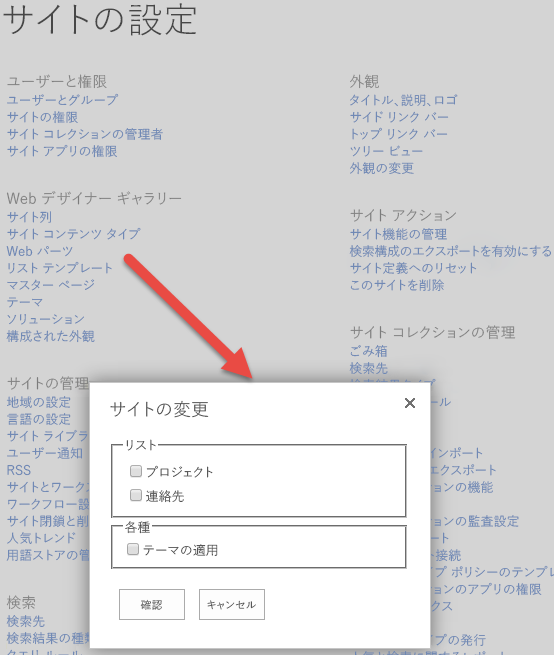 サイトの設定
ユーザーと権限
ユーザーとグループ
サイトの権限
サイト コレクションの管理者
サイト アプリの権限
Web デザイナー ギャラリー
サイト列
サイト コンテンツ タイプ
Web パーツ
リスト テンプレート
マスター ページ
テーマ
ソリューション
構成された外観
サイトの管理
地域の設定
言語の設定
サイト ライブラ
ユーザー通知
RSS
サイトとワーク
ワークフロー設
サイト閉鎖と削
人気トレンド
用語ストアの管
検索
検索先
検索結果の種類
クエリ ルール
外観
タイトル、説明、ロゴ
サイド リンク バー
トップ リンク バー
ツリー ビュー
外観の変更
サイト アクション
サイト機能の管理
検索構成のエクスポートを有効にする
サイト定義へのリセット
このサイトを削除
サイト コレクションの管理
ごみ箱
検索先
ール
インポート
エクスポート
ョンの機能
ョンの監査設定
ート
ト接続
プ ポリシーのテンプレ
ョンのアプリの権限
クス
プの発行
サイトの変更
リスト
プロジェクト
連絡先
各種
テーマの適用
確認
キャンセル